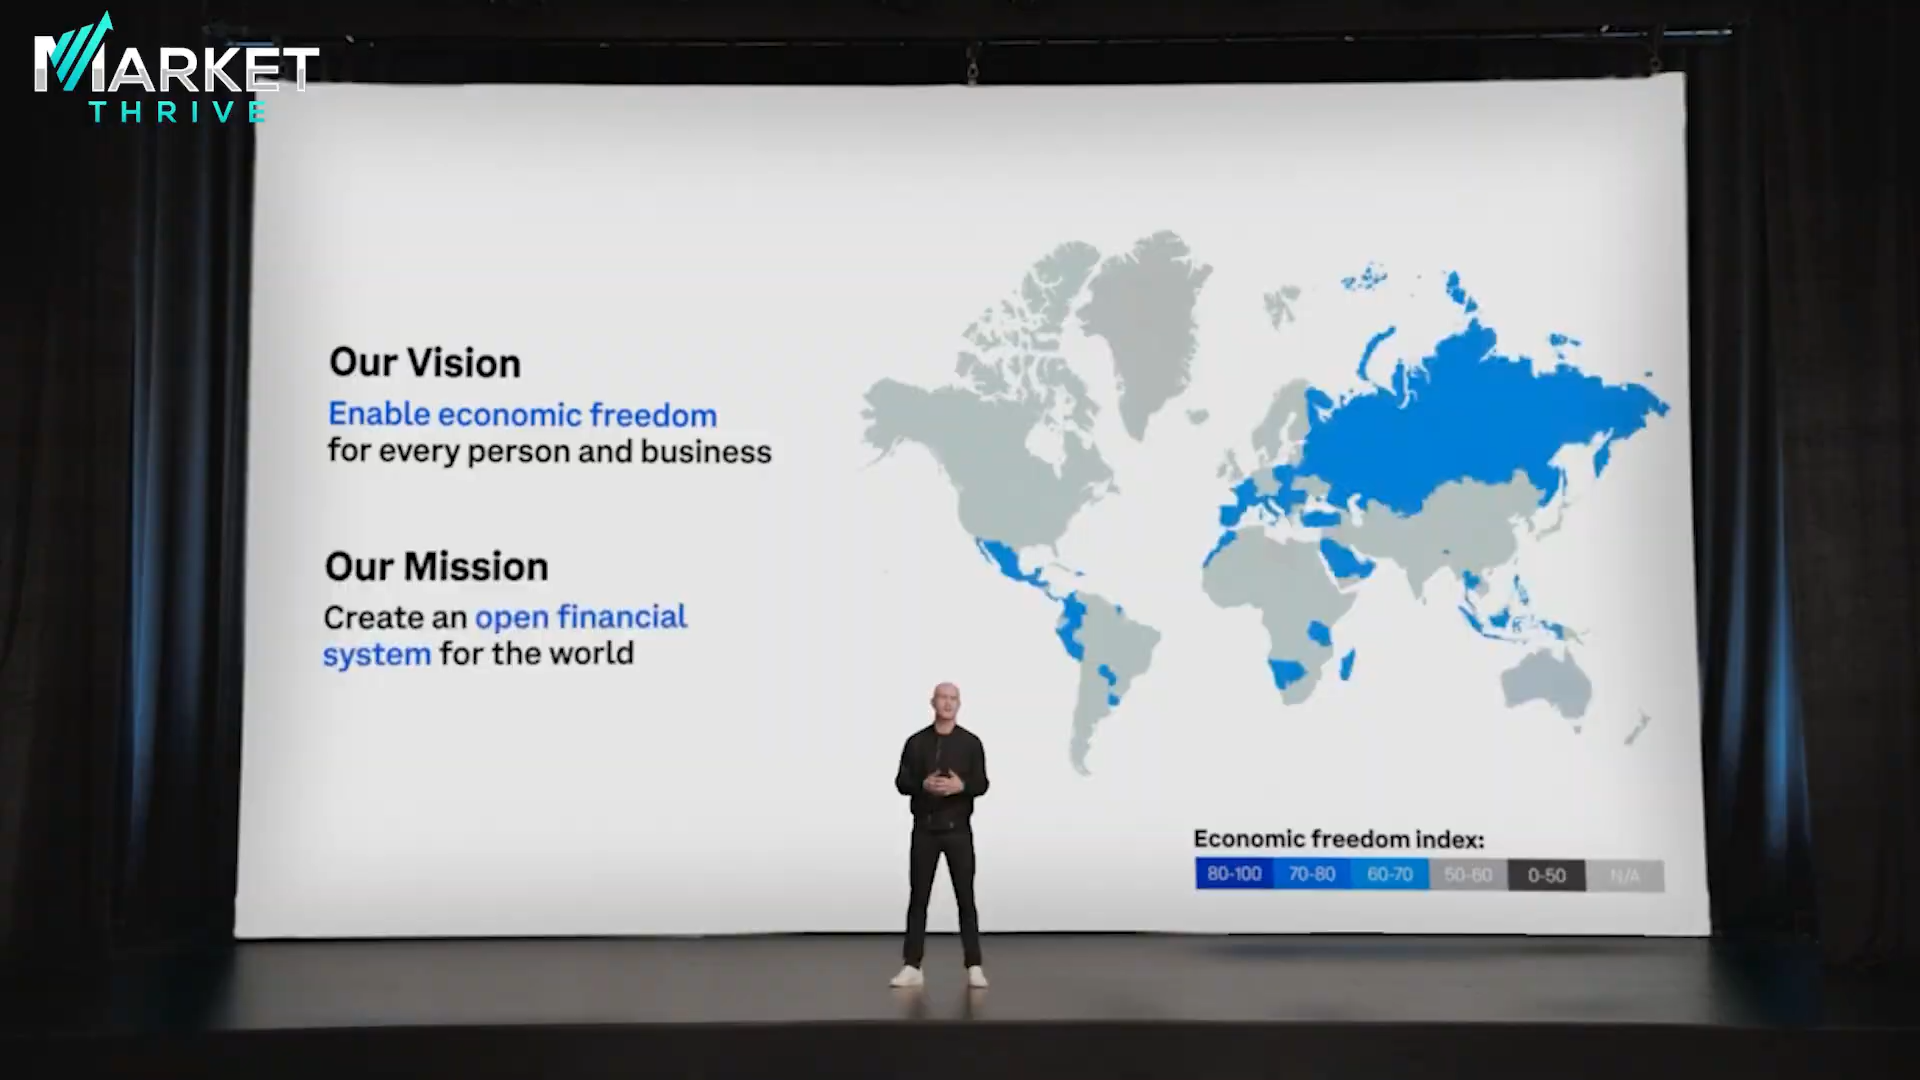 MARKET
THRIVE
Our Vision
Enable economic freedom
for every person and business
Our Mission
Create an open financial
system for the world
Economic freedom index:
80-100 70-80 60-70 50-60 0-50 N/A